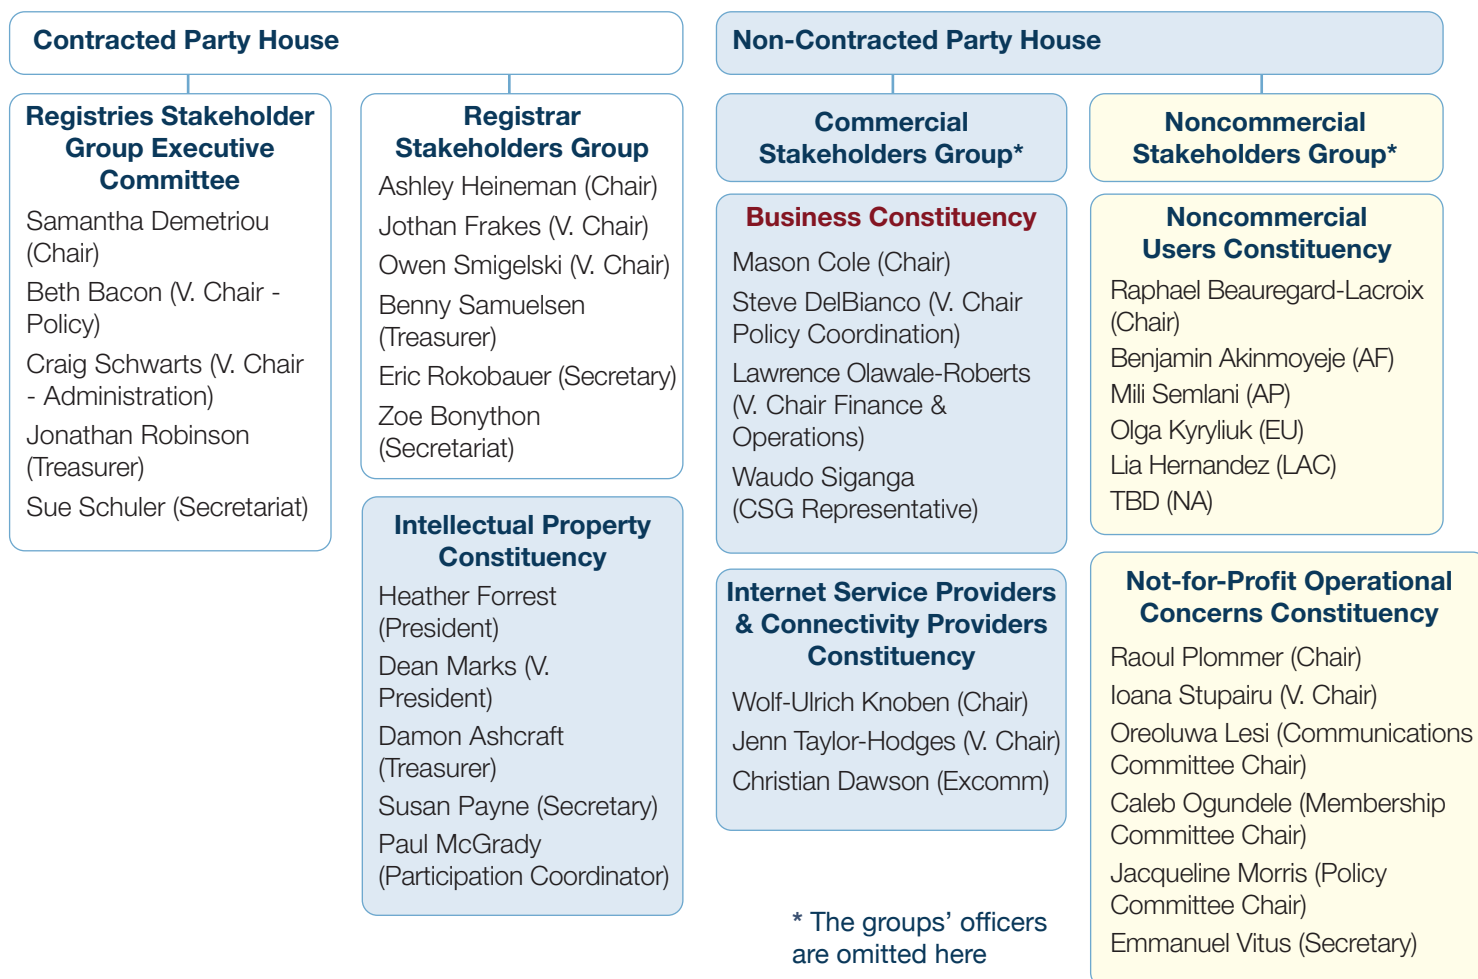 Contracted Party House
Registries Stakeholder
Group Executive
Committee
Samantha Demetriou
(Chair)
Beth Bacon (V. Chair -
Policy)
Craig Schwarts (V. Chair
- Administration)
Jonathan Robinson
(Treasurer)
Sue Schuler (Secretariat)
Registrar
Stakeholders Group
Ashley Heineman (Chair)
Jothan Frakes (V. Chair)
Owen Smigelski (V. Chair)
Benny Samuelsen
(Treasurer)
Eric Rokobauer (Secretary)
Zoe Bonython
(Secretariat)
Intellectual Property
Constituency
Heather Forrest
(President)
Dean Marks (V.
President)
Damon Ashcraft
(Treasurer)
Susan Payne (Secretary)
Paul McGrady
(Participation Coordinator)
Non-Contracted Party House
Commercial
Stakeholders Group*
Business Constituency
Mason Cole (Chair)
Steve DelBianco (V. Chair
Policy Coordination)
Lawrence Olawale-Roberts
(V. Chair Finance &
Operations)
Waudo Siganga
(CSG Representative)
Internet Service Providers
& Connectivity Providers
Constituency
Wolf-Ulrich Knoben (Chair)
Jenn Taylor-Hodges (V. Chair)
Christian Dawson (Excomm)
* The groups' officers
are omitted here
Noncommercial
Stakeholders Group*
Noncommercial
Users Constituency
Raphael Beauregard-Lacroix
(Chair)
Benjamin Akinmoyeje (AF)
Mili Semlani (AP)
Olga Kyryliuk (EU)
Lia Hernandez (LAC)
TBD (NA)
Not-for-Profit Operational
Concerns Constituency
Raoul Plommer (Chair)
Ioana Stupairu (V. Chair)
Oreoluwa Lesi (Communications
Committee Chair)
Caleb Ogundele (Membership
Committee Chair)
Jacqueline Morris (Policy
Committee Chair)
Emmanuel Vitus (Secretary)